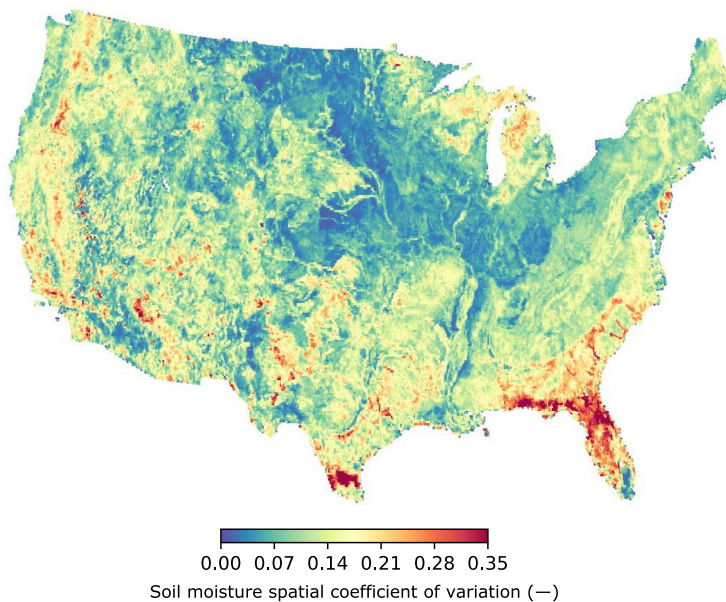 0.00 0.07 0.14 0.21 0.28 0.35
Soil moisture spatial coefficient of variation (—)